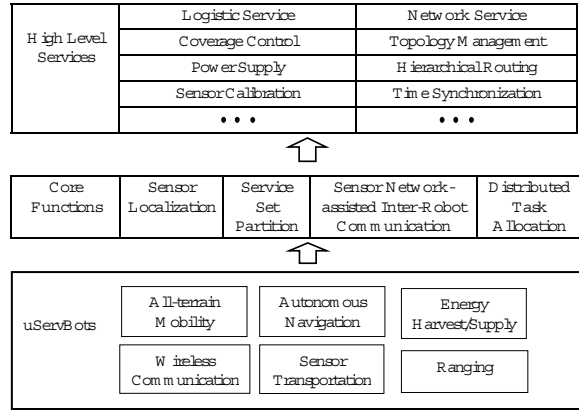 High Level
Services
Logistic Service
Network Service
Coverage Control
Topology Management
Power Supply
Hierarchical Routing
Sensor Calibration
Time Synchronization
• • •
• • •
Core
Functions
Sensor
Localization
Service
Set
Partition
Sensor Network-
assisted Inter-Robot
Communication
Distributed
Task
Allocation
uServBots
All-terrain
Mobility
Autonomous
Navigation
Energy
Harvest/Supply
Wireless
Communication
Sensor
Transportation
Ranging